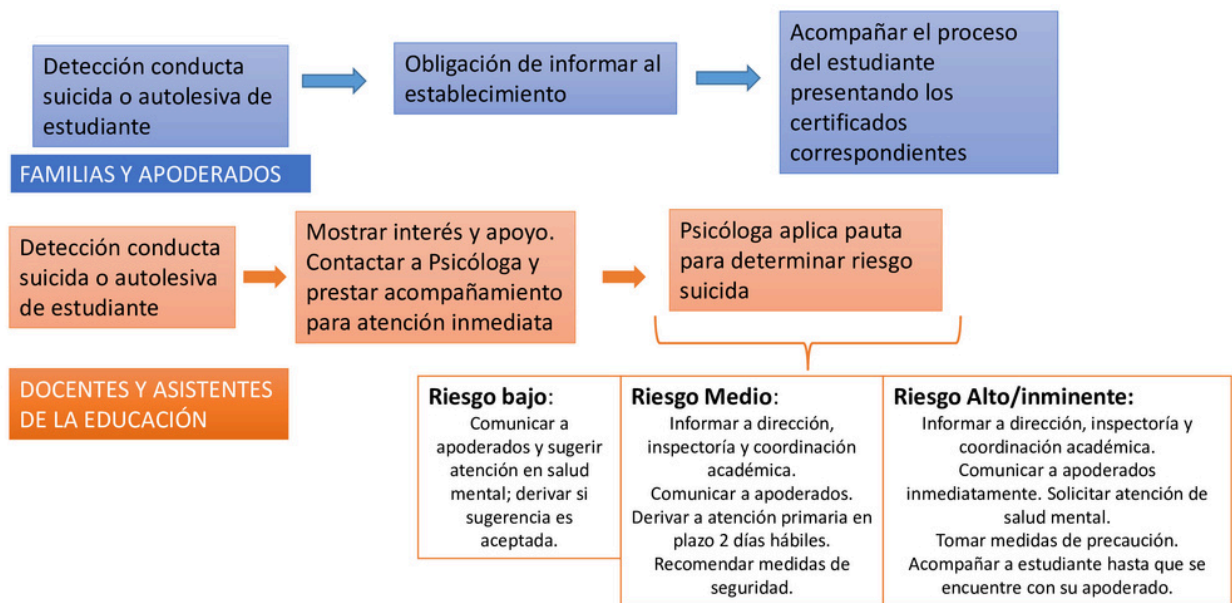 Detección conducta
suicida o autolesiva de
estudiante
Obligación de informar al
establecimiento
Acompañar el proceso
del estudiante
presentando los
certificados
correspondientes
FAMILIAS Y APODERADOS
Detección conducta
suicida o autolesiva
de estudiante
Mostrar interés y apoyo.
Contactar a Psicóloga y
prestar acompañamiento
para atención inmediata
Psicóloga aplica pauta
para determinar riesgo
suicida
DOCENTES Y ASISTENTES
DE LA EDUCACIÓN
Riesgo bajo:
Comunicar a
apoderados y sugerir
atención en salud
mental; derivar si
sugerencia es
aceptada.
Riesgo Medio:
Informar a dirección,
inspectoría y coordinación
académica.
Comunicar a apoderados.
Derivar a atención primaria en
plazo 2 días hábiles.
Recomendar medidas de
seguridad.
Riesgo Alto/inminente:
Informar a dirección, inspectoría y
coordinación académica.
Comunicar a apoderados
inmediatamente. Solicitar atención de
salud mental.
Tomar medidas de precaución.
Acompañar a estudiante hasta que se
encuentre con su apoderado.